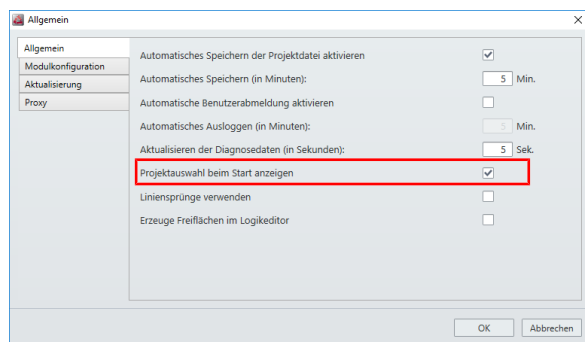 Allgemein
Allgemein
Modulkonfiguration
Aktualisierung
Proxy
Automatisches Speichern der Projektdatei aktivieren
Automatisches Speichern (in Minuten): 5 Min.
Automatische Benutzerabmeldung aktivieren
Automatisches Ausloggen (in Minuten): 5 Min.
Aktualisieren der Diagnosedaten (in Sekunden): 5 Sek.
Projektauswahl beim Start anzeigen
Liniensprünge verwenden
Erzeuge Freiflächen im Logikeditor
OK Abbrechen